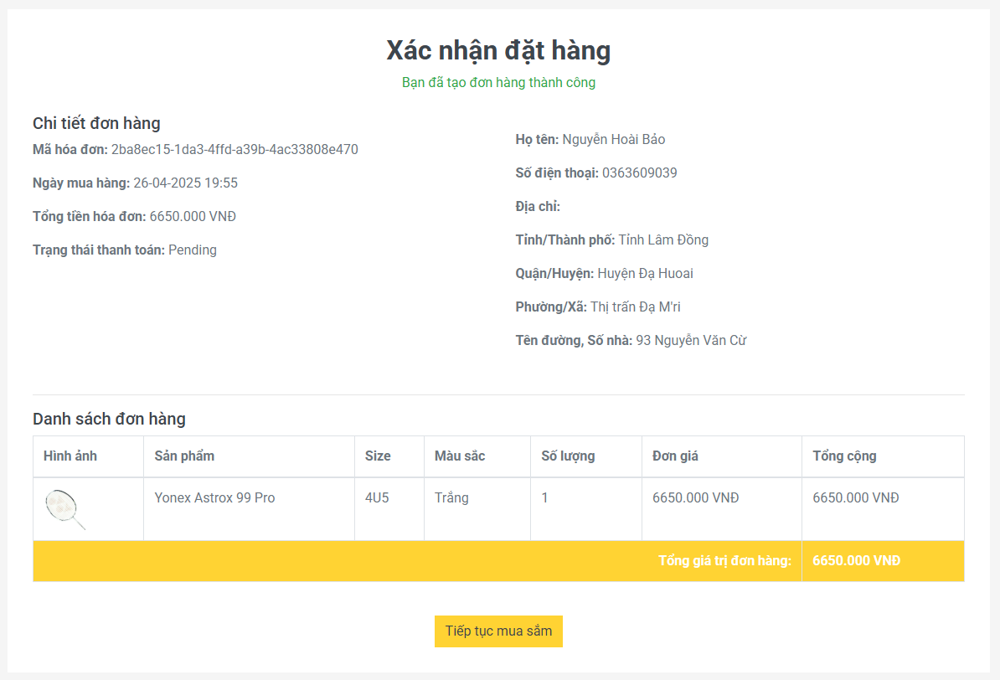 Xác nhận đặt hàng
Bạn đã tạo đơn hàng thành công
Chi tiết đơn hàng
Mã hóa đơn: 2ba8ec15-1da3-4ffd-a39b-4ac33808e470
Ngày mua hàng: 26-04-2025 19:55
Tổng tiền hóa đơn: 6650.000 VNĐ
Trạng thái thanh toán: Pending
Họ tên: Nguyễn Hoài Bảo
Số điện thoại: 0363609039
Địa chỉ:
Tỉnh/Thành phố: Tỉnh Lâm Đồng
Quận/Huyện: Huyện Đạ Huoai
Phường/Xã: Thị trấn Đạ M'ri
Tên đường, Số nhà: 93 Nguyễn Văn Cừ
Danh sách đơn hàng
Hình ảnh Sản phẩm Size Màu sắc Số lượng Đơn giá Tổng cộng
Yonex Astrox 99 Pro 4U5 Trắng 1 6650.000 VNĐ 6650.000 VNĐ
Tổng giá trị đơn hàng: 6650.000 VNĐ
Tiếp tục mua sắm